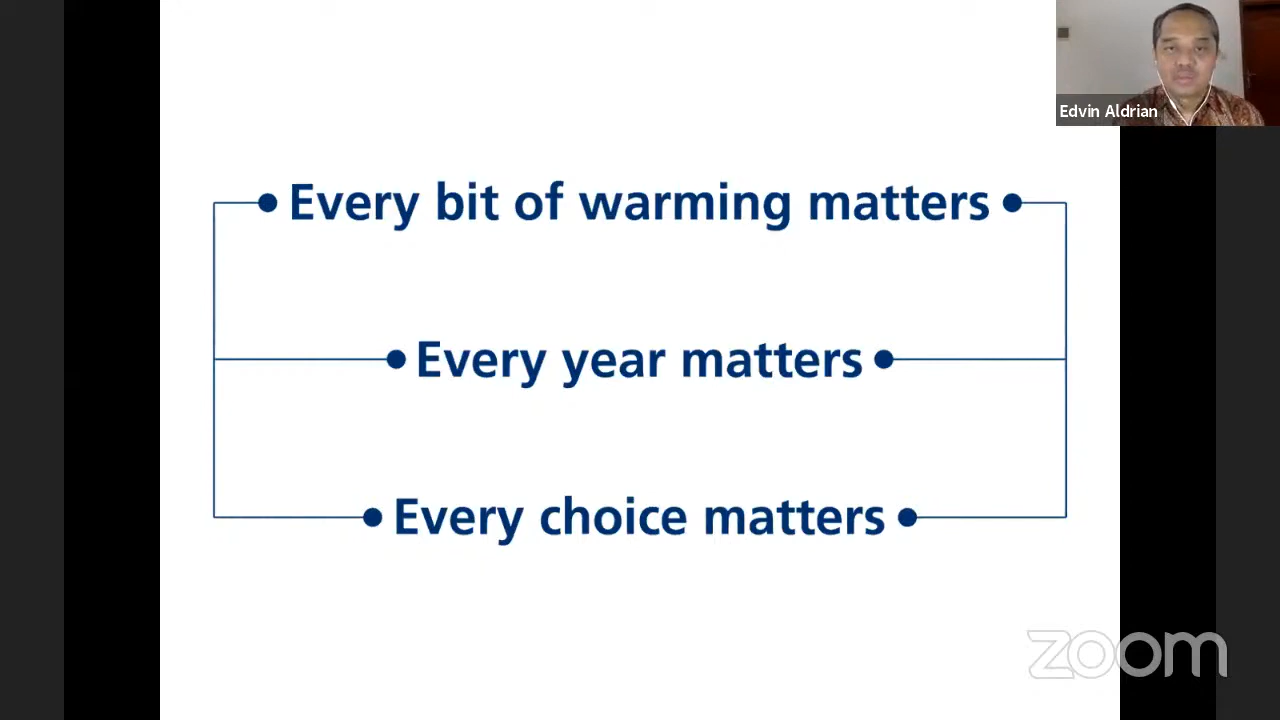 Edvin Aldrian
Every bit of warming matters
Every year matters
Every choice matters
zoom